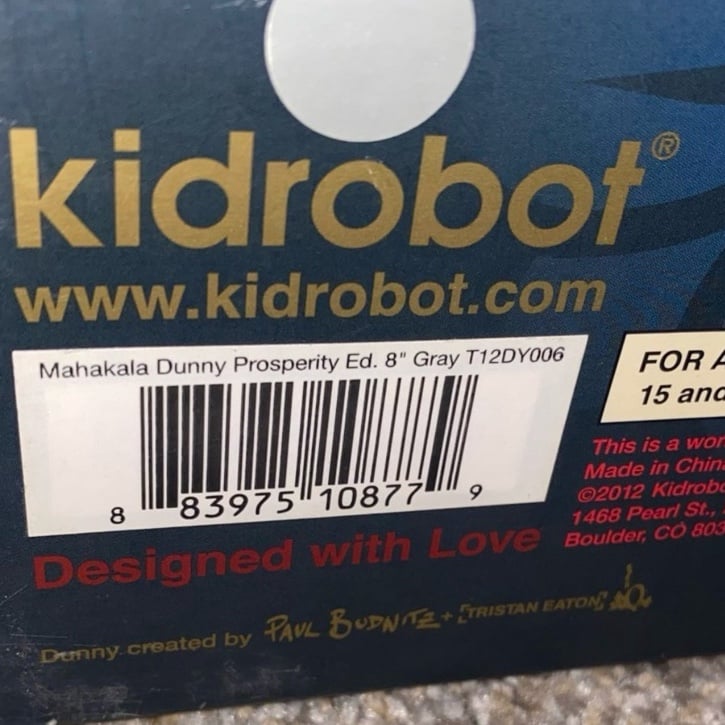 kidrobot®
www.kidrobot.com
Mahakala Dunny Prosperity Ed. 8" Gray T12DY006
8 83975 10877 9
FOR A
15 and
This is a wor
Made in Chin
©2012 Kidrob
1468 Pearl St.,
Boulder, CO 803
Designed with Love
Dunny created by PAUL BUDNITZ + [TRISTAN EATON]